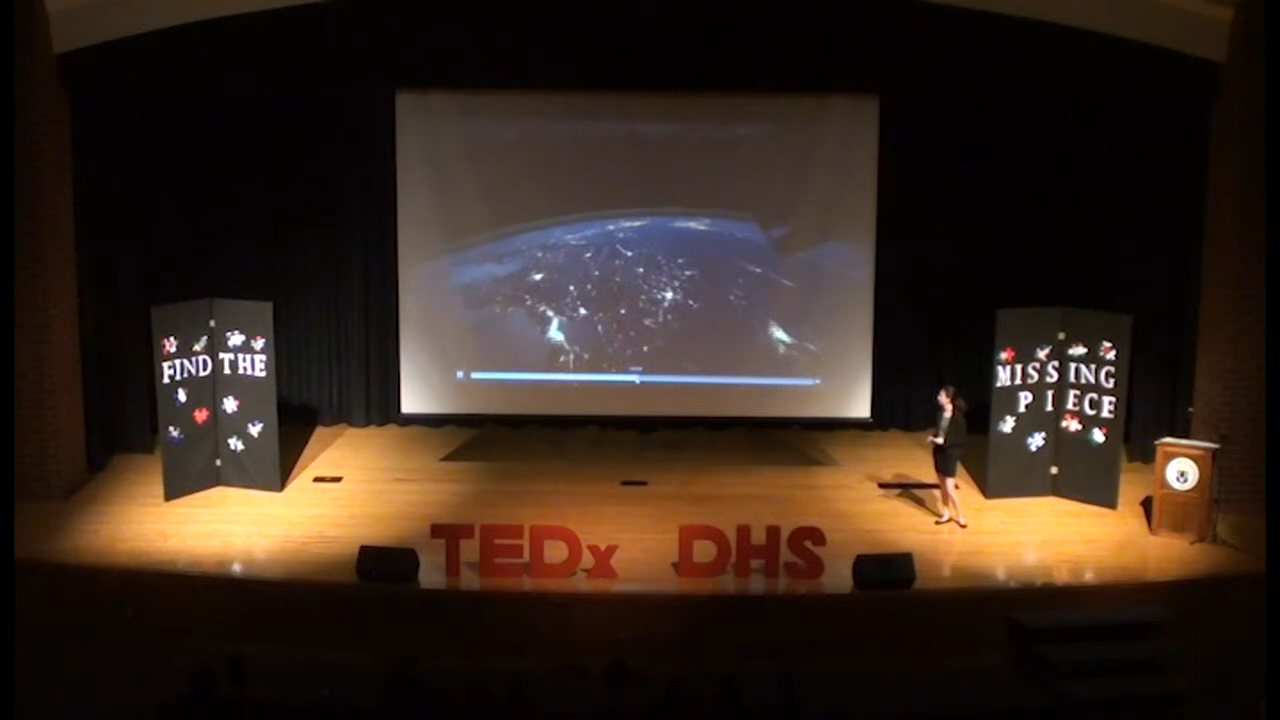 FIND THE
MISSING
PIECE
TEDx DHS